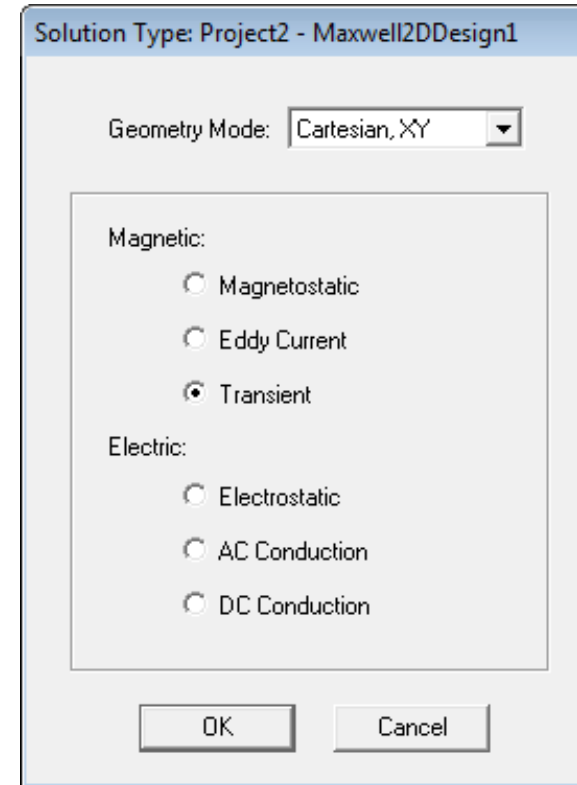 Solution Type: Project2 - Maxwell2DDesign1
Geometry Mode: Cartesian, XY
Magnetic:
Magnetostatic
Eddy Current
Transient
Electric:
Electrostatic
AC Conduction
DC Conduction
OK Cancel